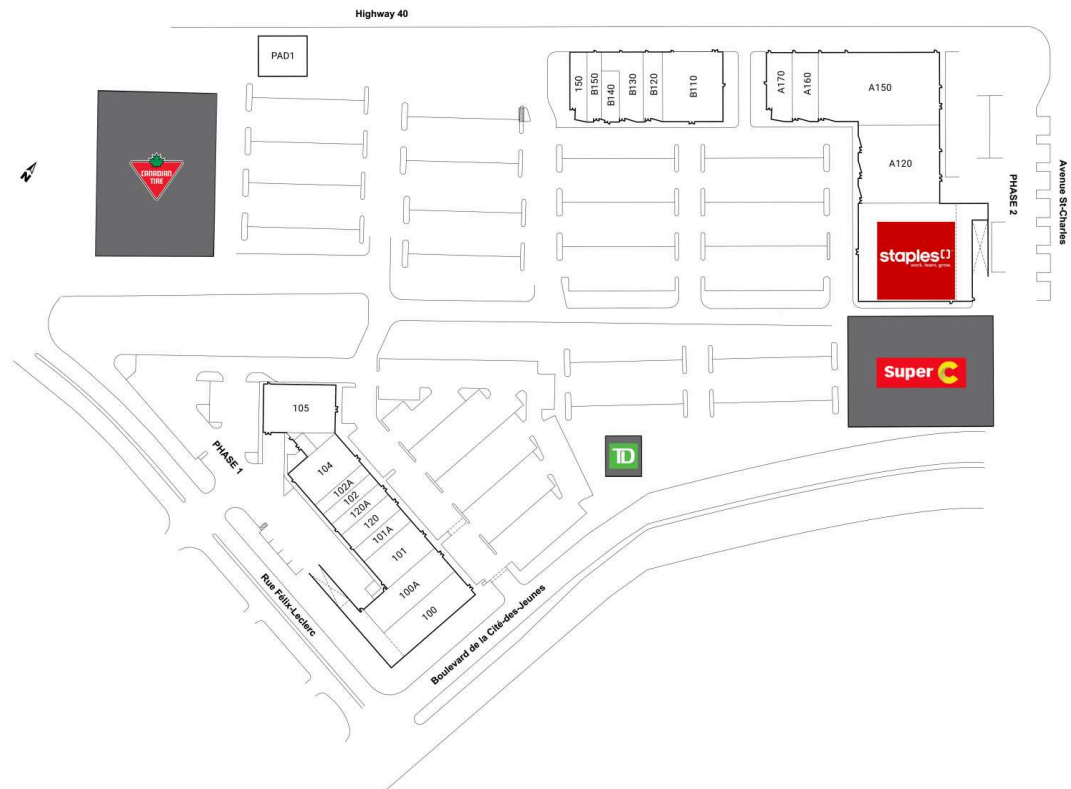 Highway 40
PAD1
150
B150
B140
B130
B120
B110
A170
A160
A150
A120
CANADIAN
TIRE
N
PHASE 2
Avenue St-Charles
staples
work. learn. grow.
Super C
TD
105
PHASE 1
104
102A
102
120A
120
101A
101
100A
100
Rue Félix-Leclerc
Boulevard de la Cité-des-Jeunes